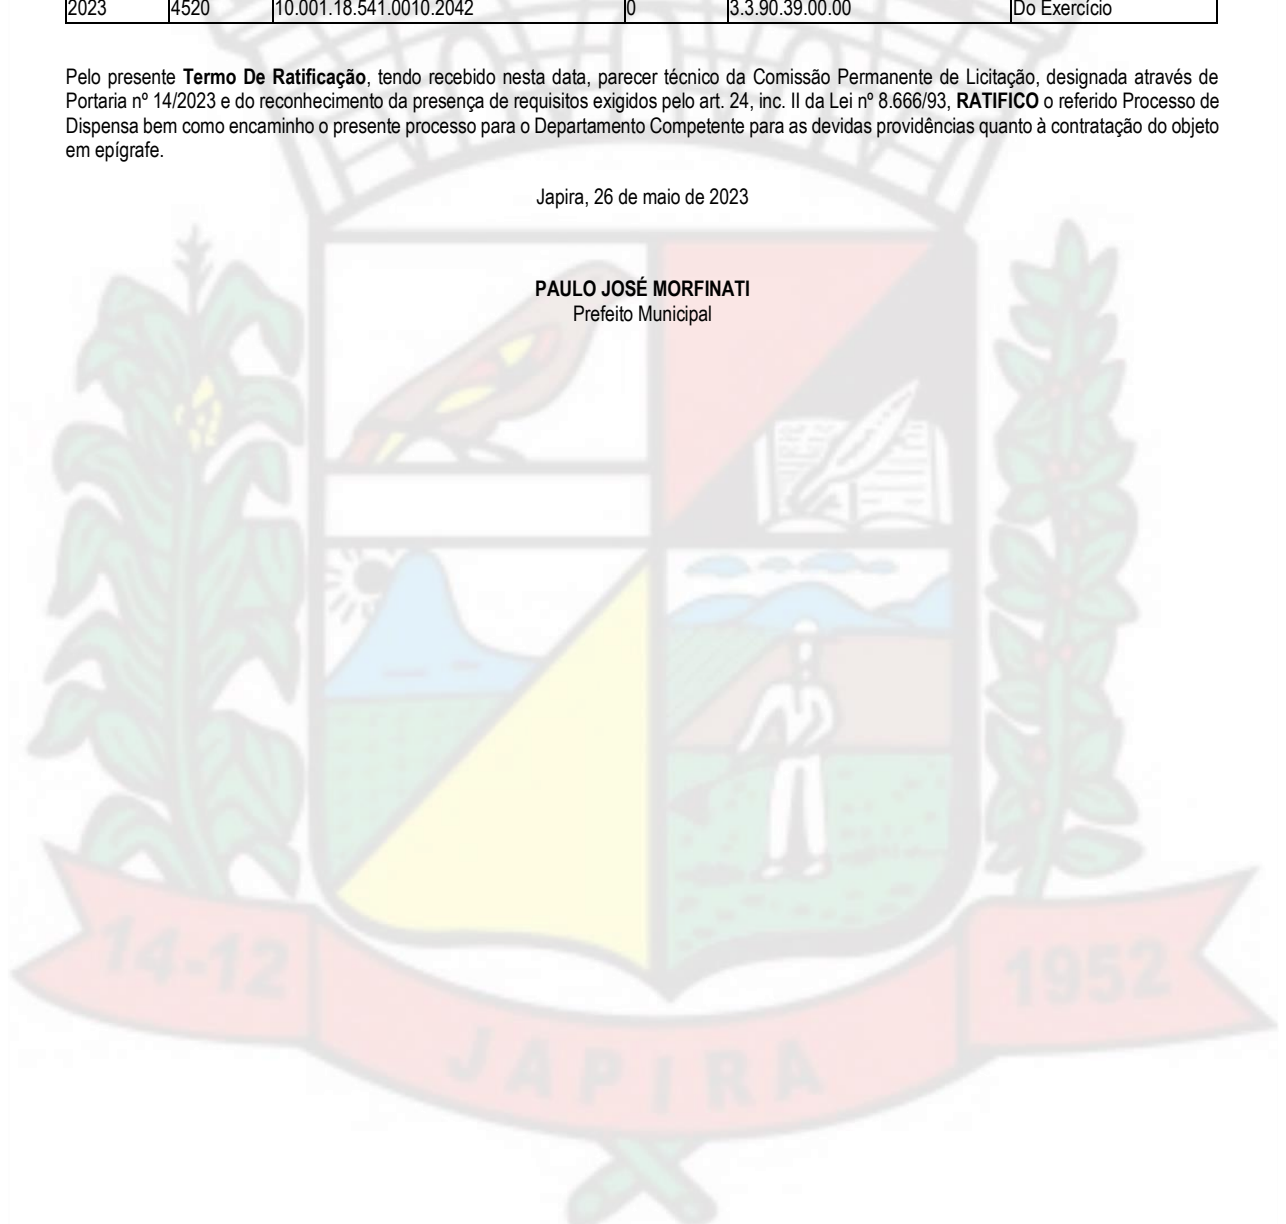 2023 4520 10.001.18.541.0010.2042 0 3.3.90.39.00.00 Do Exercício
Pelo presente Termo De Ratificação, tendo recebido nesta data, parecer técnico da Comissão Permanente de Licitação, designada através de
Portaria nº 14/2023 e do reconhecimento da presença de requisitos exigidos pelo art. 24, inc. II da Lei nº 8.666/93, RATIFICO o referido Processo de
Dispensa bem como encaminho o presente processo para o Departamento Competente para as devidas providências quanto à contratação do objeto
em epígrafe.
Japira, 26 de maio de 2023
PAULO JOSÉ MORFINATI
Prefeito Municipal
14-12 1952
JAPIRA